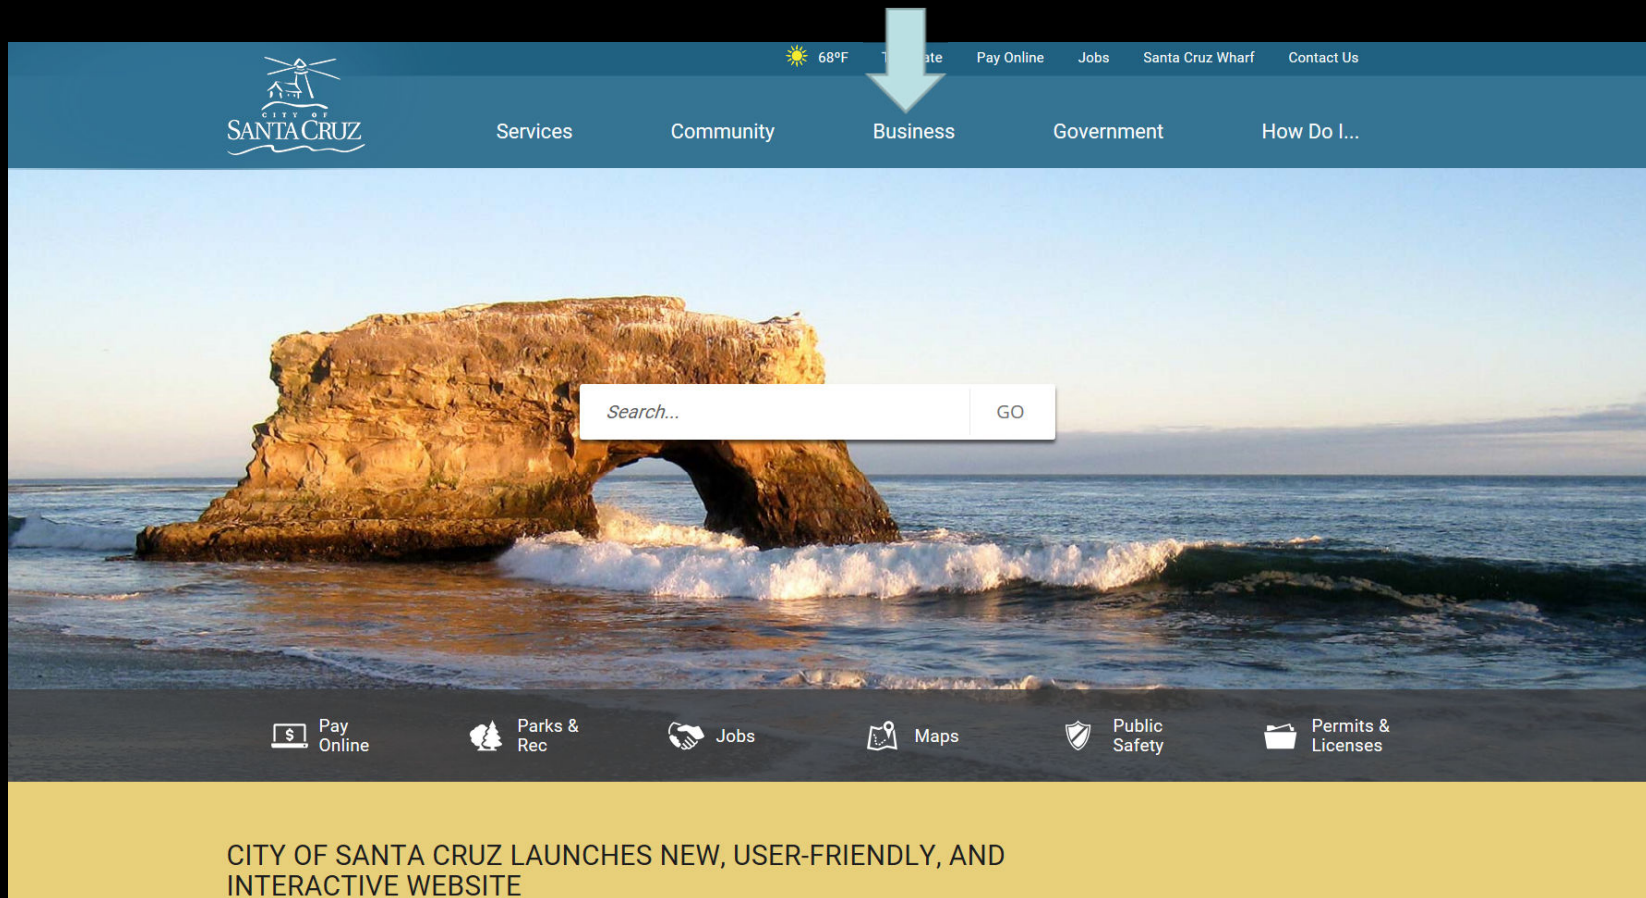 68°F Pay Online Jobs Santa Cruz Wharf Contact Us
CITY OF
SANTA CRUZ
Services Community Business Government How Do I...
Search... GO
Pay
Online
Parks &
Rec
Jobs
Maps
Public
Safety
Permits &
Licenses
CITY OF SANTA CRUZ LAUNCHES NEW, USER-FRIENDLY, AND
INTERACTIVE WEBSITE